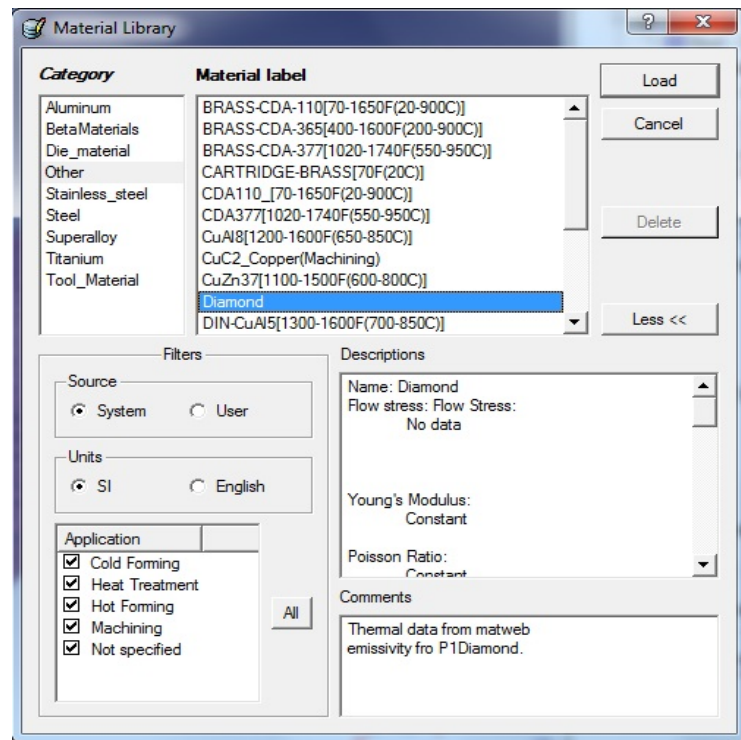 Material Library
Category
Material label
Load
Cancel
Delete
Less <<
Aluminum
BetaMaterials
Die_material
Other
Stainless_steel
Steel
Superalloy
Titanium
Tool_Material
BRASS-CDA-110[70-1650F(20-900C)]
BRASS-CDA-365[400-1600F(200-900C)]
BRASS-CDA-377[1020-1740F(550-950C)]
CARTRIDGE-BRASS[70F(20C)]
CDA110_[70-1650F(20-900C)]
CDA377[1020-1740F(550-950C)]
CuAl8[1200-1600F(650-850C)]
CuC2_Copper(Machining)
CuZn37[1100-1500F(600-800C)]
Diamond
DIN-CuAl5[1300-1600F(700-850C)]
Filters
Source
System
User
Units
SI
English
Application
Cold Forming
Heat Treatment
Hot Forming
Machining
Not specified
All
Descriptions
Name: Diamond
Flow stress: Flow Stress:
No data
Young's Modulus:
Constant
Poisson Ratio:
Constant
Comments
Thermal data from matweb
emissivity fro P1Diamond.